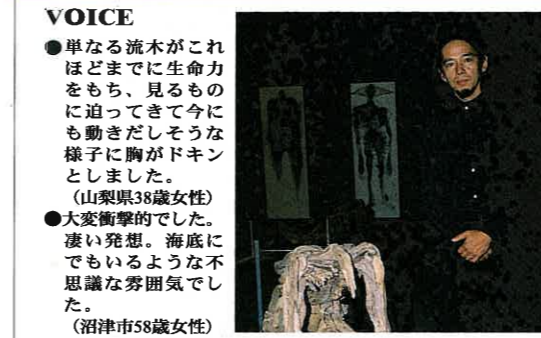 VOICE
●単なる流木がこれ
ほどまでに生命力
をもち、見るもの
に迫ってきて今に
も動きだしそうな
様子に胸がドキン
としました。
（山梨県38歳女性）
●大変衝撃的でした。
凄い発想。海底に
でもいるような不
思議な雰囲気でし
た。
（沼津市58歳女性）